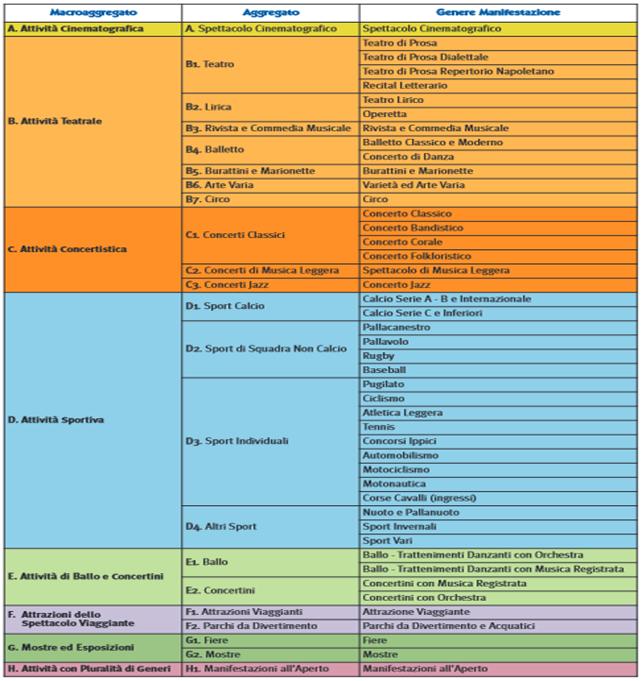 Macroaggregato Aggregato Genere Manifestazione
A. Attività Cinematografica A. Spettacolo Cinematografico Spettacolo Cinematografico
B. Attività Teatrale
B1. Teatro
Teatro di Prosa
Teatro di Prosa Dialettale
Teatro di Prosa Repertorio Napoletano
Recital Letterario
B2. Lirica
Teatro Lirico
Operetta
B3. Rivista e Commedia Musicale Rivista e Commedia Musicale
B4. Balletto
Balletto Classico e Moderno
Concerto di Danza
B5. Burattini e Marionette Burattini e Marionette
B6. Arte Varia Varietà ed Arte Varia
B7. Circo Circo
C. Attività Concertistica
C1. Concerti Classici
Concerto Classico
Concerto Bandistico
Concerto Corale
Concerto Folkloristico
C2. Concerti di Musica Leggera Spettacolo di Musica Leggera
C3. Concerti Jazz Concerto Jazz
D. Attività Sportiva
D1. Sport Calcio
Calcio Serie A - B e Internazionale
Calcio Serie C e Inferiori
D2. Sport di Squadra Non Calcio
Pallacanestro
Pallavolo
Rugby
Baseball
D3. Sport Individuali
Pugilato
Ciclismo
Atletica Leggera
Tennis
Concorsi Ippici
Automobilismo
Motociclismo
Motonautica
Corse Cavalli (ingressi)
D4. Altri Sport
Nuoto e Pallanuoto
Sport Invernali
Sport Vari
E. Attività di Ballo e Concertini
E1. Ballo
Ballo - Trattenimenti Danzanti con Orchestra
Ballo - Trattenimenti Danzanti con Musica Registrata
E2. Concertini
Concertini con Musica Registrata
Concertini con Orchestra
F. Attrazioni dello
Spettacolo Viaggiante
F1. Attrazioni Viaggianti Attrazione Viaggiante
F2. Parchi da Divertimento Parchi da Divertimento e Acquatici
G. Mostre ed Esposizioni
G1. Fiere Fiere
G2. Mostre Mostre
H. Attività con Pluralità di Generi H1. Manifestazioni all'Aperto Manifestazioni all'Aperto